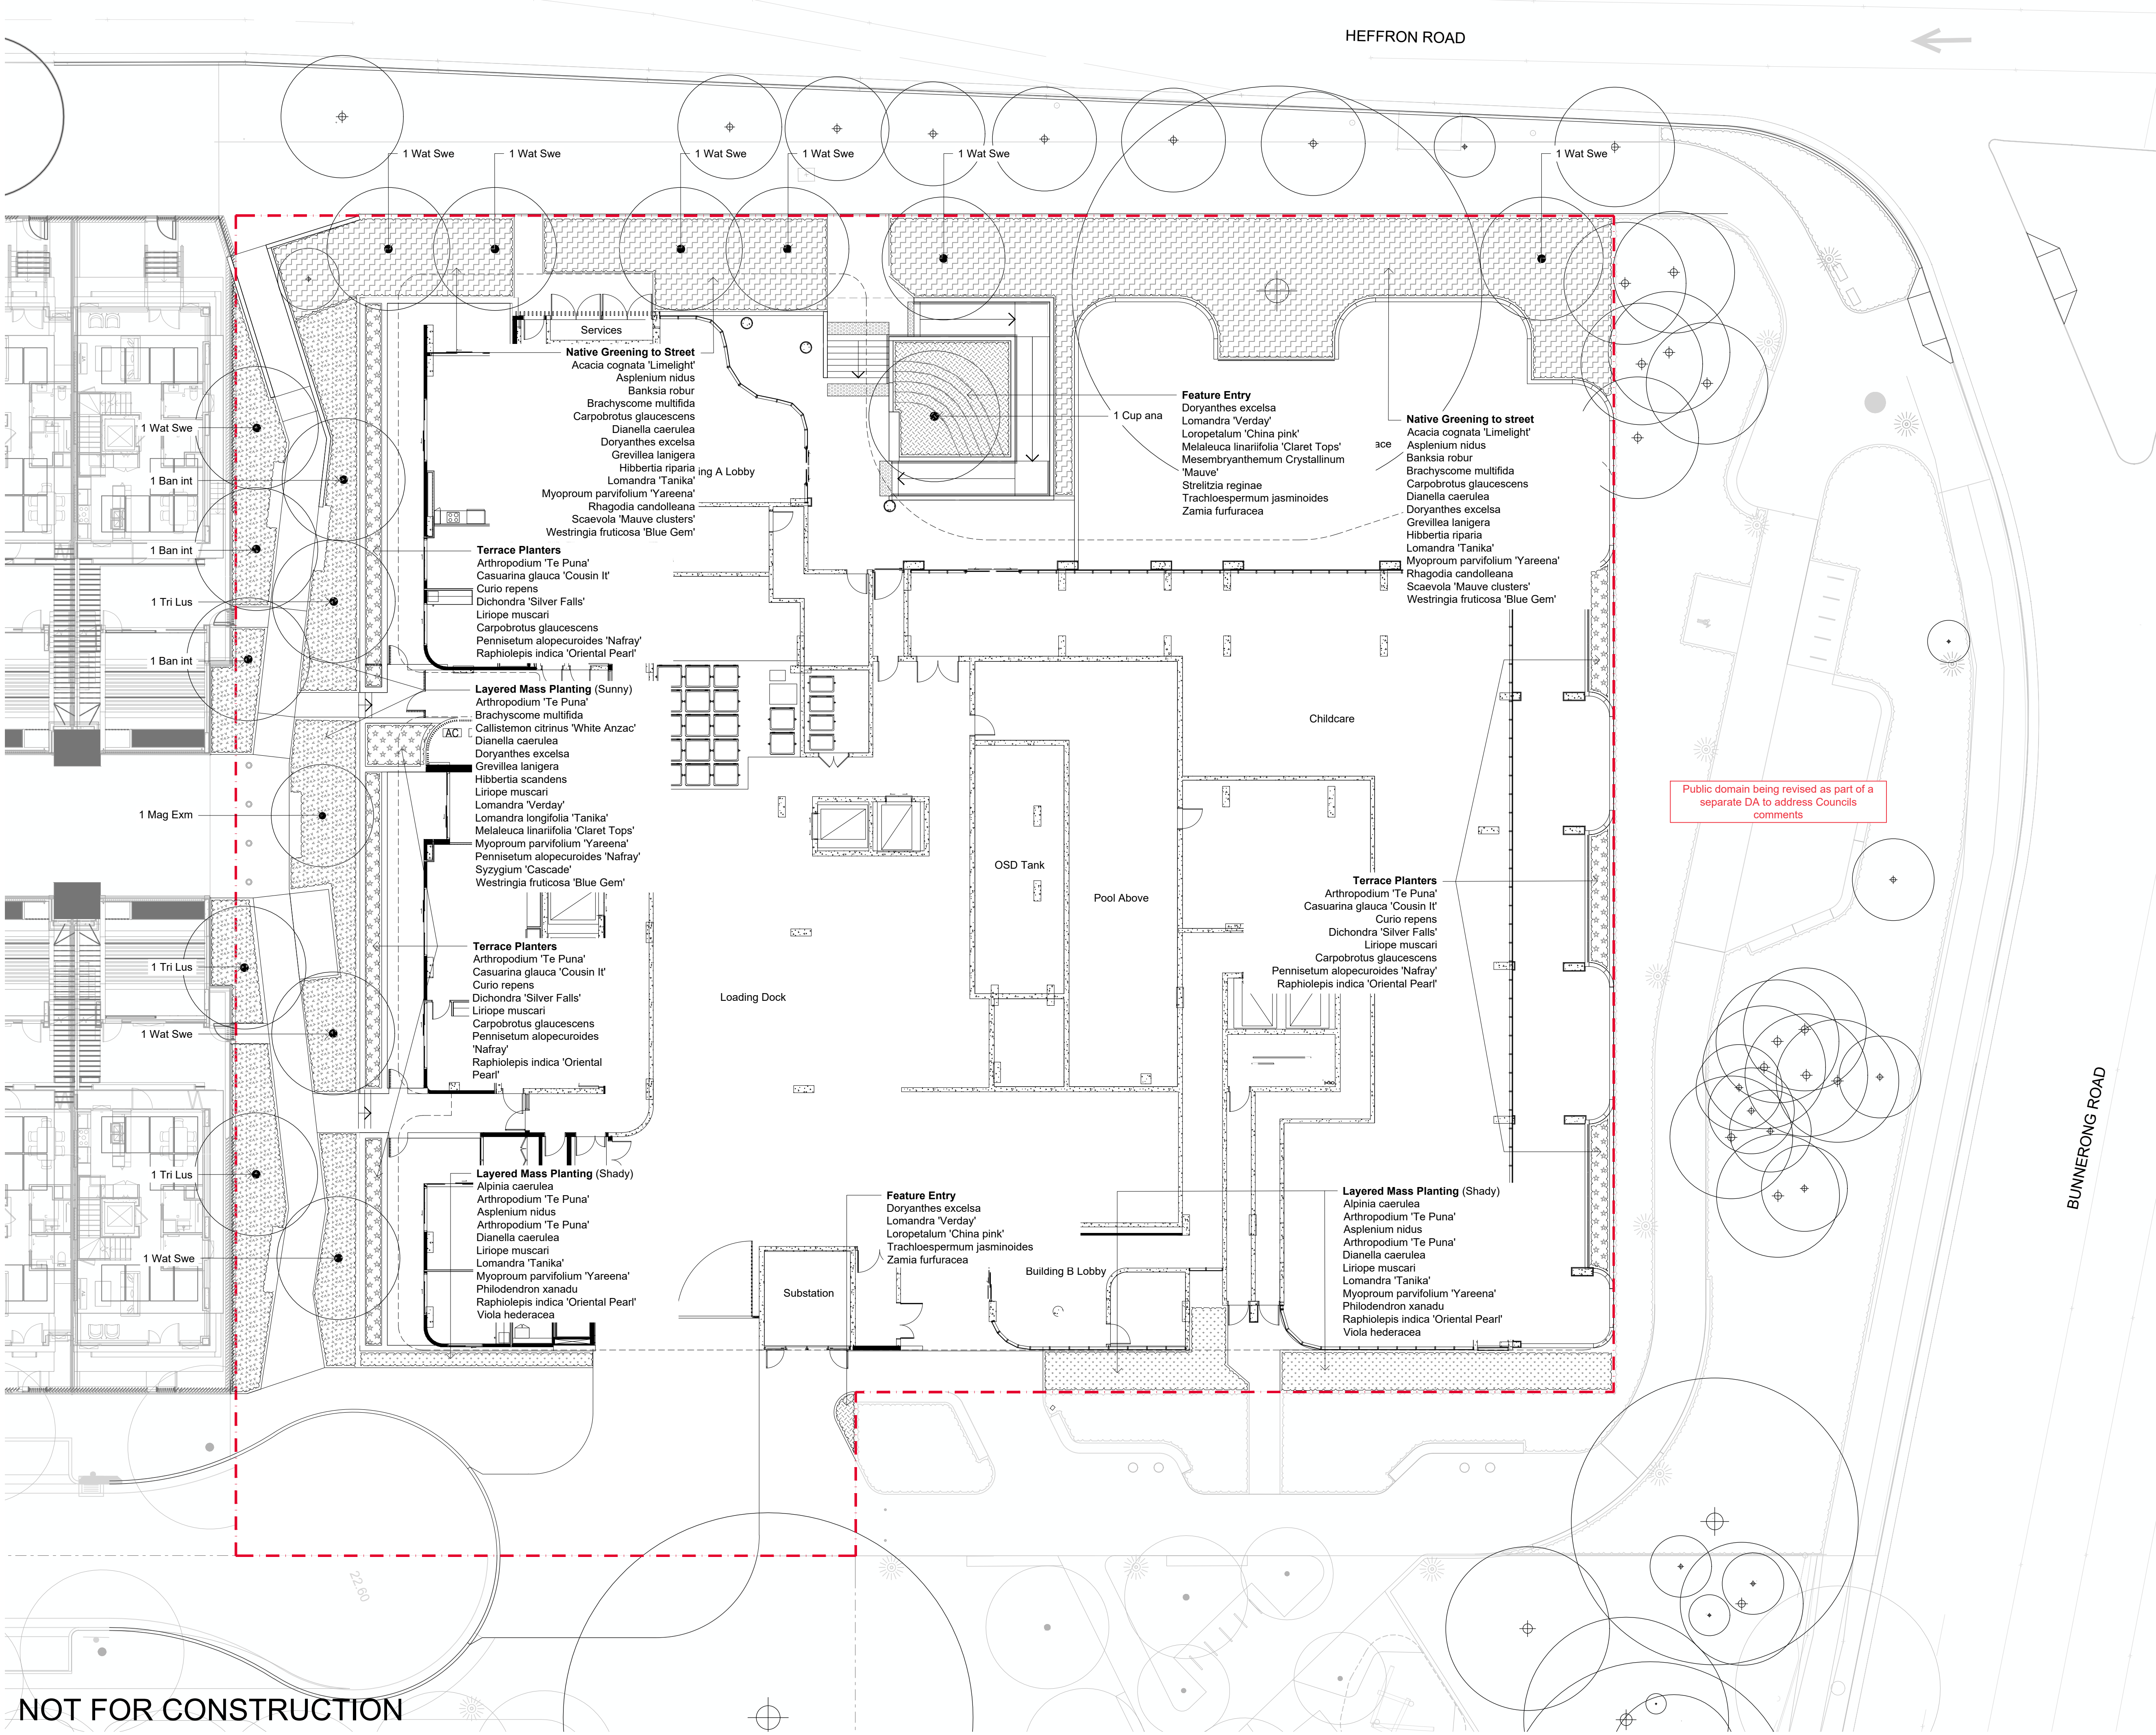 HEFFRON ROAD
1 Wat Swe
1 Wat Swe
1 Wat Swe
1 Wat Swe
1 Wat Swe
1 Wat Swe
Services
Native Greening to Street
Acacia cognata 'Limelight'
Asplenium nidus
Banksia robur
Brachyscome multifida
Carpobrotus glaucescens
Dianella caerulea
Doryanthes excelsa
Grevillea lanigera
Hibbertia riparia
Lomandra 'Tanika'
Myoproum parvifolium 'Yareena'
Rhagodia candolleana
Scaevola 'Mauve clusters'
Westringia fruticosa 'Blue Gem'
ing A Lobby
1 Cup ana
Feature Entry
Doryanthes excelsa
Lomandra 'Verday'
Loropetalum 'China pink'
Melaleuca linariifolia 'Claret Tops'
Mesembryanthemum Crystallinum
'Mauve'
Strelitzia reginae
Trachloespermum jasminoides
Zamia furfuracea
ace
Native Greening to street
Acacia cognata 'Limelight'
Asplenium nidus
Banksia robur
Brachyscome multifida
Carpobrotus glaucescens
Dianella caerulea
Doryanthes excelsa
Grevillea lanigera
Hibbertia riparia
Lomandra 'Tanika'
Myoproum parvifolium 'Yareena'
Rhagodia candolleana
Scaevola 'Mauve clusters'
Westringia fruticosa 'Blue Gem'
1 Wat Swe
1 Ban int
1 Ban int
1 Tri Lus
1 Ban int
1 Mag Exm
1 Tri Lus
1 Wat Swe
1 Tri Lus
1 Wat Swe
Terrace Planters
Arthropodium 'Te Puna'
Casuarina glauca 'Cousin It'
Curio repens
Dichondra 'Silver Falls'
Liriope muscari
Carpobrotus glaucescens
Pennisetum alopecuroides 'Nafray'
Raphiolepis indica 'Oriental Pearl'
Layered Mass Planting (Sunny)
Arthropodium 'Te Puna'
Brachyscome multifida
Callistemon citrinus 'White Anzac'
Dianella caerulea
Doryanthes excelsa
Grevillea lanigera
Hibbertia scandens
Liriope muscari
Lomandra 'Verday'
Lomandra longifolia 'Tanika'
Melaleuca linariifolia 'Claret Tops'
Myoproum parvifolium 'Yareena'
Pennisetum alopecuroides 'Nafray'
Syzygium 'Cascade'
Westringia fruticosa 'Blue Gem'
AC
Terrace Planters
Arthropodium 'Te Puna'
Casuarina glauca 'Cousin It'
Curio repens
Dichondra 'Silver Falls'
Liriope muscari
Carpobrotus glaucescens
Pennisetum alopecuroides
'Nafray'
Raphiolepis indica 'Oriental
Pearl'
Loading Dock
OSD Tank
Pool Above
Childcare
Public domain being revised as part of a
separate DA to address Councils
comments
Terrace Planters
Arthropodium 'Te Puna'
Casuarina glauca 'Cousin It'
Curio repens
Dichondra 'Silver Falls'
Liriope muscari
Carpobrotus glaucescens
Pennisetum alopecuroides 'Nafray'
Raphiolepis indica 'Oriental Pearl'
BUNNERONG ROAD
Layered Mass Planting (Shady)
Alpinia caerulea
Arthropodium 'Te Puna'
Asplenium nidus
Arthropodium 'Te Puna'
Dianella caerulea
Liriope muscari
Lomandra 'Tanika'
Myoproum parvifolium 'Yareena'
Philodendron xanadu
Raphiolepis indica 'Oriental Pearl'
Viola hederacea
Substation
Feature Entry
Doryanthes excelsa
Lomandra 'Verday'
Loropetalum 'China pink'
Trachloespermum jasminoides
Zamia furfuracea
Building B Lobby
Layered Mass Planting (Shady)
Alpinia caerulea
Arthropodium 'Te Puna'
Asplenium nidus
Arthropodium 'Te Puna'
Dianella caerulea
Liriope muscari
Lomandra 'Tanika'
Myoproum parvifolium 'Yareena'
Philodendron xanadu
Raphiolepis indica 'Oriental Pearl'
Viola hederacea
22.60
NOT FOR CONSTRUCTION